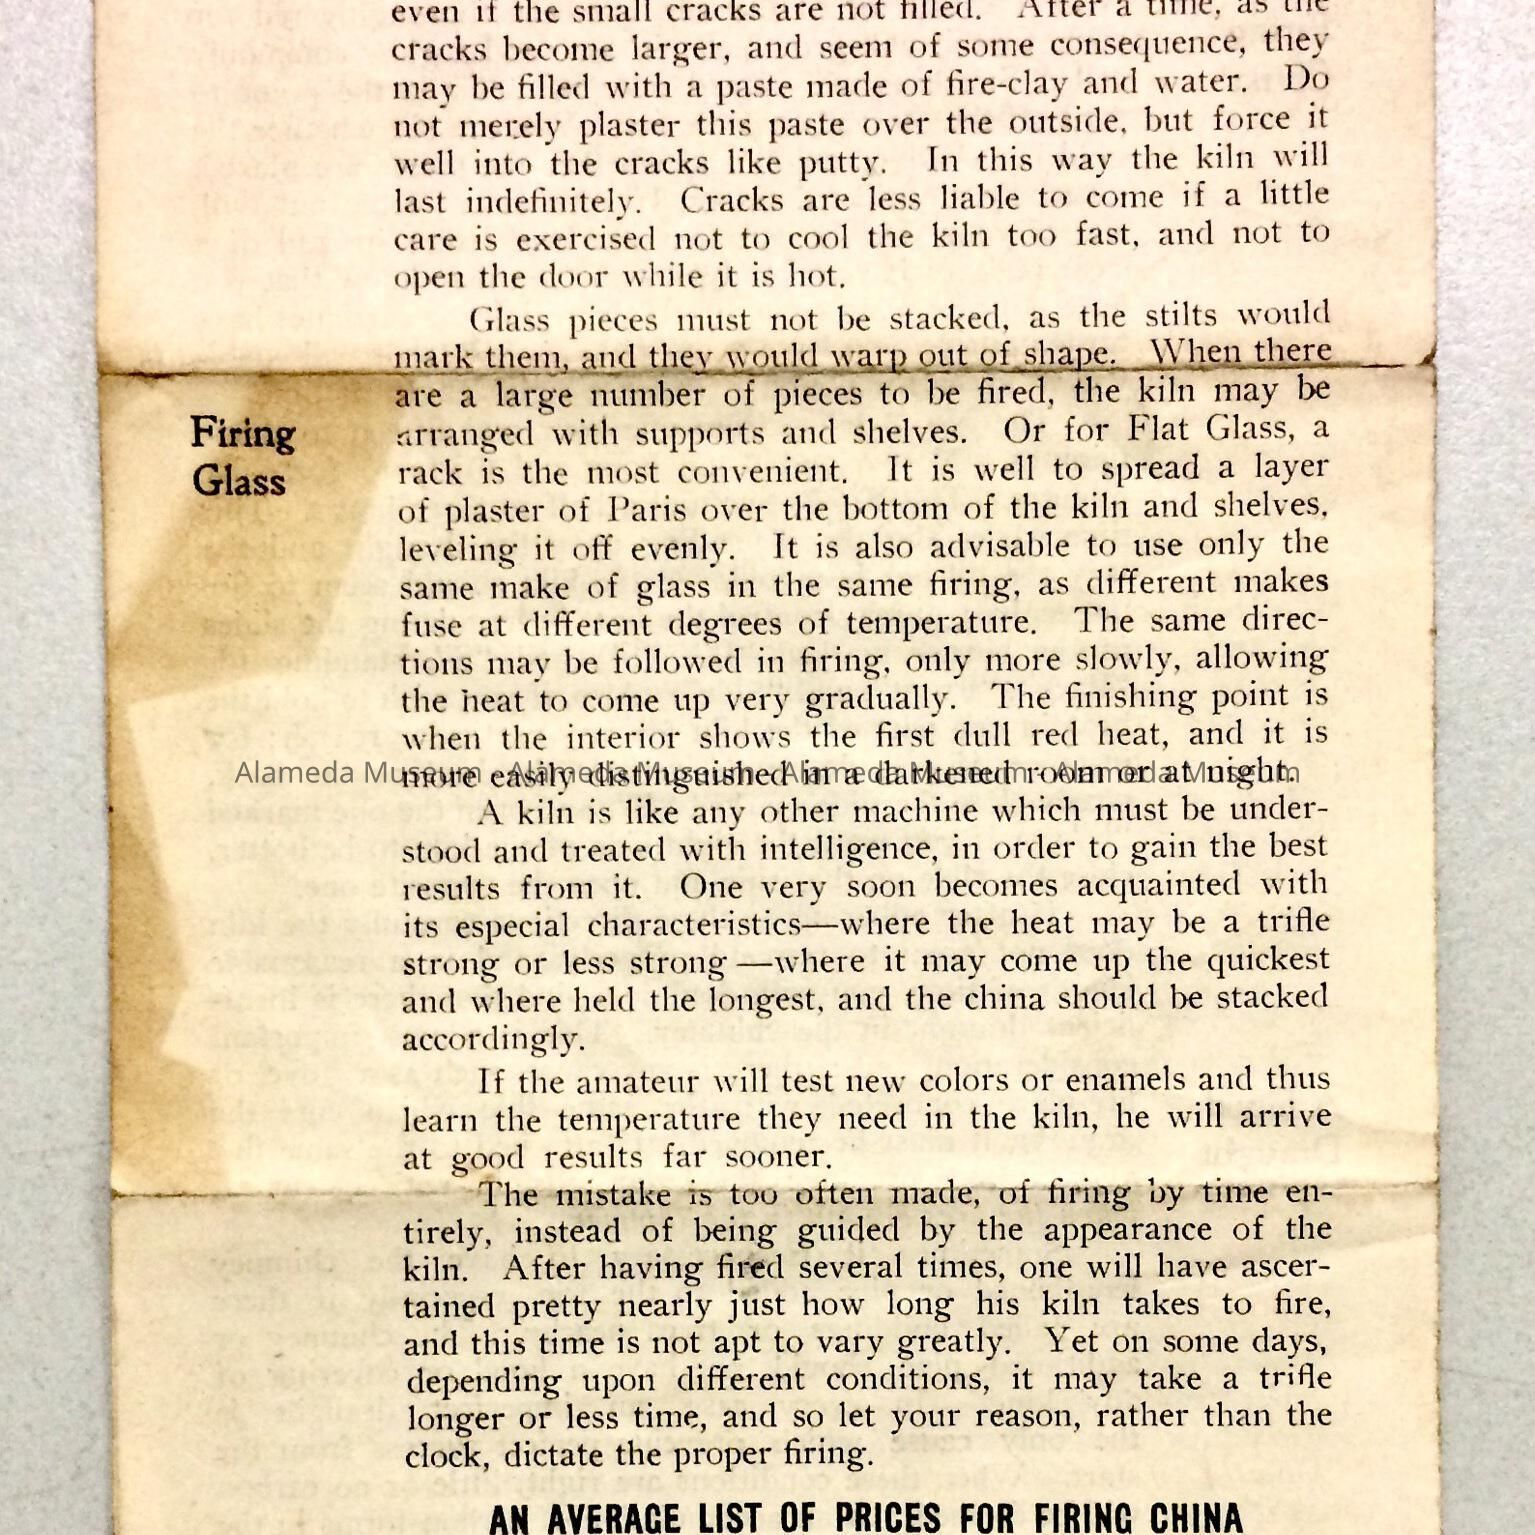 even if the small cracks are not filled. After a time, as the
cracks become larger, and seem of some consequence, they
may be filled with a paste made of fire-clay and water. Do
not merely plaster this paste over the outside, but force it
well into the cracks like putty. In this way the kiln will
last indefinitely. Cracks are less liable to come if a little
care is exercised not to cool the kiln too fast, and not to
open the door while it is hot.
Glass pieces must not be stacked, as the stilts would
mark them, and they would warp out of shape. When there
are a large number of pieces to be fired, the kiln may be
Firing
Glass
arranged with supports and shelves. Or for Flat Glass, a
rack is the most convenient. It is well to spread a layer
of plaster of Paris over the bottom of the kiln and shelves,
leveling it off evenly. It is also advisable to use only the
same make of glass in the same firing, as different makes
fuse at different degrees of temperature. The same direc-
tions may be followed in firing, only more slowly, allowing
the heat to come up very gradually. The finishing point is
when the interior shows the first dull red heat, and it is
more easily distinguished in a darkened room or at night.
Alameda Museum - Alameda Museum - Alameda Museum - Alameda Museum
A kiln is like any other machine which must be under-
stood and treated with intelligence, in order to gain the best
results from it. One very soon becomes acquainted with
its especial characteristics—where the heat may be a trifle
strong or less strong —where it may come up the quickest
and where held the longest, and the china should be stacked
accordingly.
If the amateur will test new colors or enamels and thus
learn the temperature they need in the kiln, he will arrive
at good results far sooner.
The mistake is too often made, of firing by time en-
tirely, instead of being guided by the appearance of the
kiln. After having fired several times, one will have ascer-
tained pretty nearly just how long his kiln takes to fire,
and this time is not apt to vary greatly. Yet on some days,
depending upon different conditions, it may take a trifle
longer or less time, and so let your reason, rather than the
clock, dictate the proper firing.
AN AVERAGE LIST OF PRICES FOR FIRING CHINA